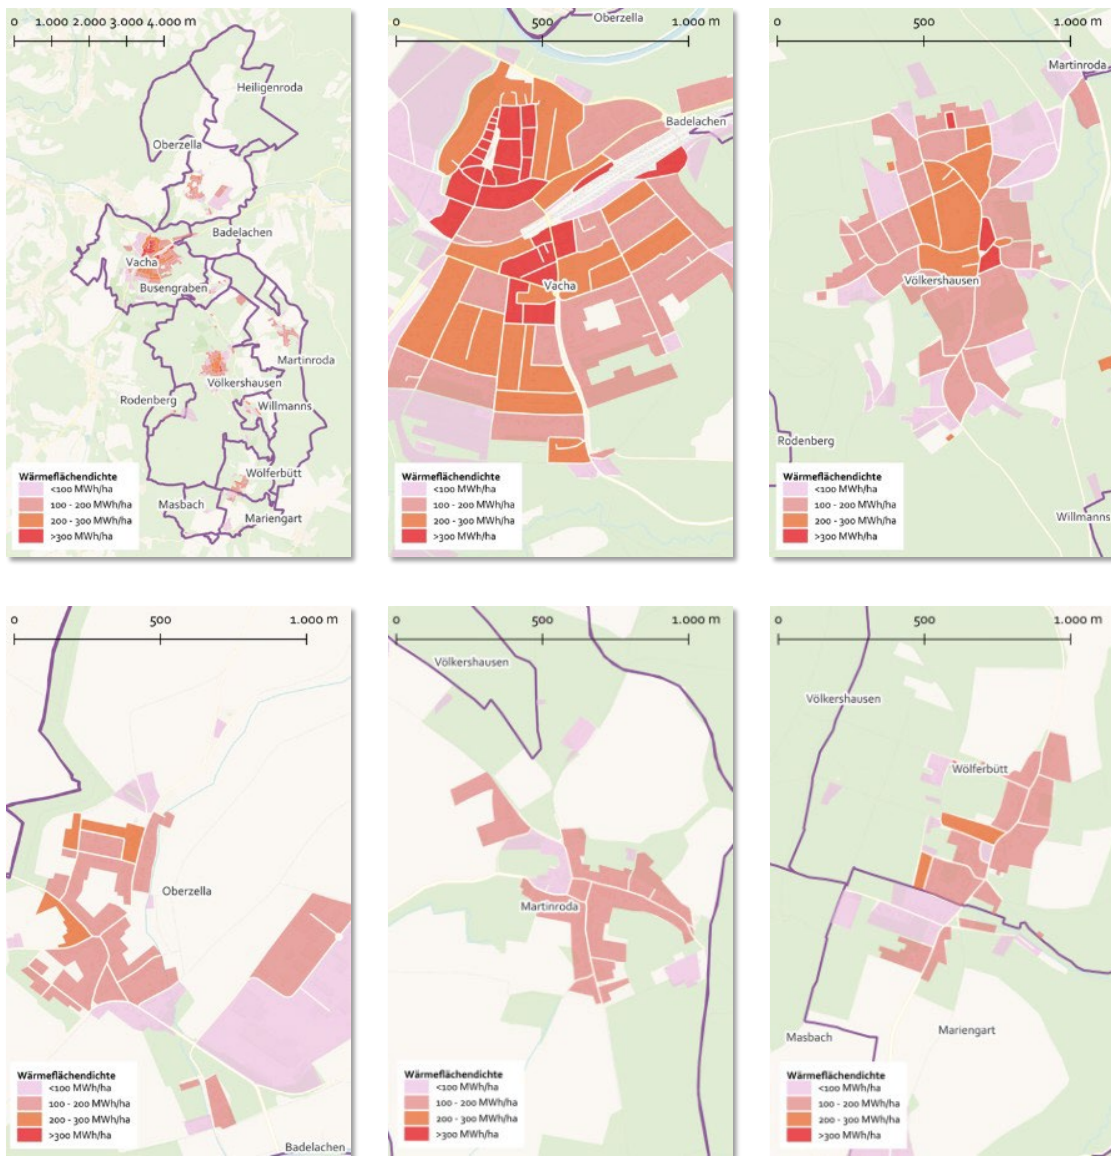 0 1.000 2.000 3.000 4.000 m
Heiligenroda
Oberzella
Badelachen
Vacha
Busengraben
Martinroda
Völkershausen
Rodenberg
Willmanns
Wölferbütt
Masbach
Mariengart
Wärmeflächendichte
<100 MWh/ha
100 - 200 MWh/ha
200 - 300 MWh/ha
>300 MWh/ha
0 500 1.000 m
Oberzella
Badelachen
Vacha
Wärmeflächendichte
<100 MWh/ha
100 - 200 MWh/ha
200 - 300 MWh/ha
>300 MWh/ha
0 500 1.000 m
Martinroda
Völkershausen
Rodenberg
Willmanns
Wärmeflächendichte
<100 MWh/ha
100 - 200 MWh/ha
200 - 300 MWh/ha
>300 MWh/ha
0 500 1.000 m
Oberzella
Badelachen
Wärmeflächendichte
<100 MWh/ha
100 - 200 MWh/ha
200 - 300 MWh/ha
>300 MWh/ha
0 500 1.000 m
Völkershausen
Martinroda
Wärmeflächendichte
<100 MWh/ha
100 - 200 MWh/ha
200 - 300 MWh/ha
>300 MWh/ha
0 500 1.000 m
Völkershausen
Wölferbütt
Masbach
Mariengart
Wärmeflächendichte
<100 MWh/ha
100 - 200 MWh/ha
200 - 300 MWh/ha
>300 MWh/ha